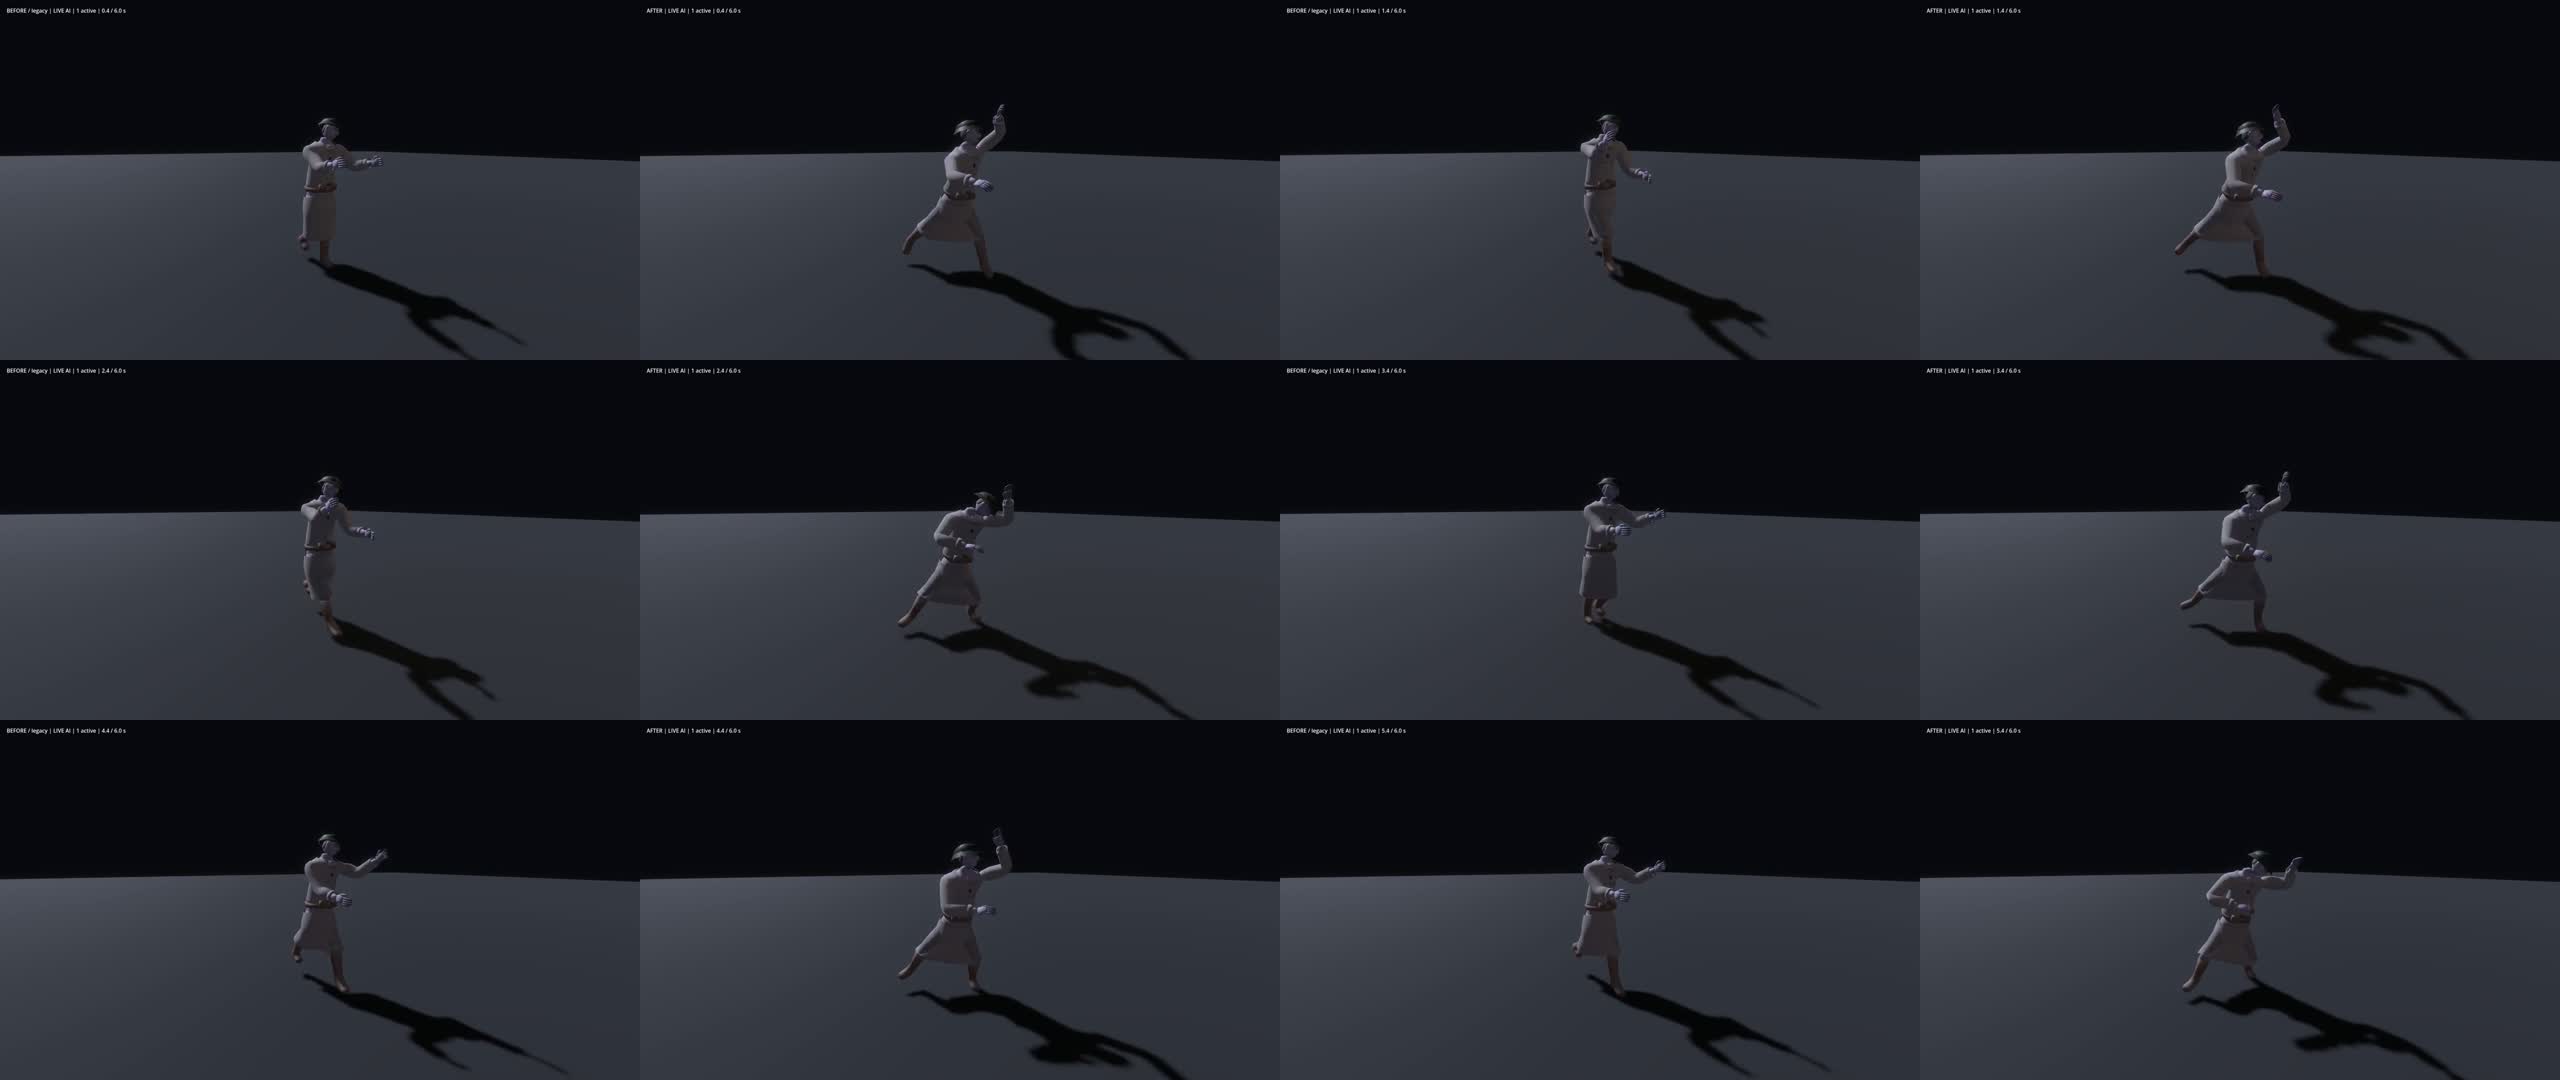 BEFORE / legacy | LIVE AI | 1 active | 0.4 / 6.0 s
AFTER | LIVE AI | 1 active | 0.4 / 6.0 s
BEFORE / legacy | LIVE AI | 1 active | 1.4 / 6.0 s
AFTER | LIVE AI | 1 active | 1.4 / 6.0 s
BEFORE / legacy | LIVE AI | 1 active | 2.4 / 6.0 s
AFTER | LIVE AI | 1 active | 2.4 / 6.0 s
BEFORE / legacy | LIVE AI | 1 active | 3.4 / 6.0 s
AFTER | LIVE AI | 1 active | 3.4 / 6.0 s
BEFORE / legacy | LIVE AI | 1 active | 4.4 / 6.0 s
AFTER | LIVE AI | 1 active | 4.4 / 6.0 s
BEFORE / legacy | LIVE AI | 1 active | 5.4 / 6.0 s
AFTER | LIVE AI | 1 active | 5.4 / 6.0 s